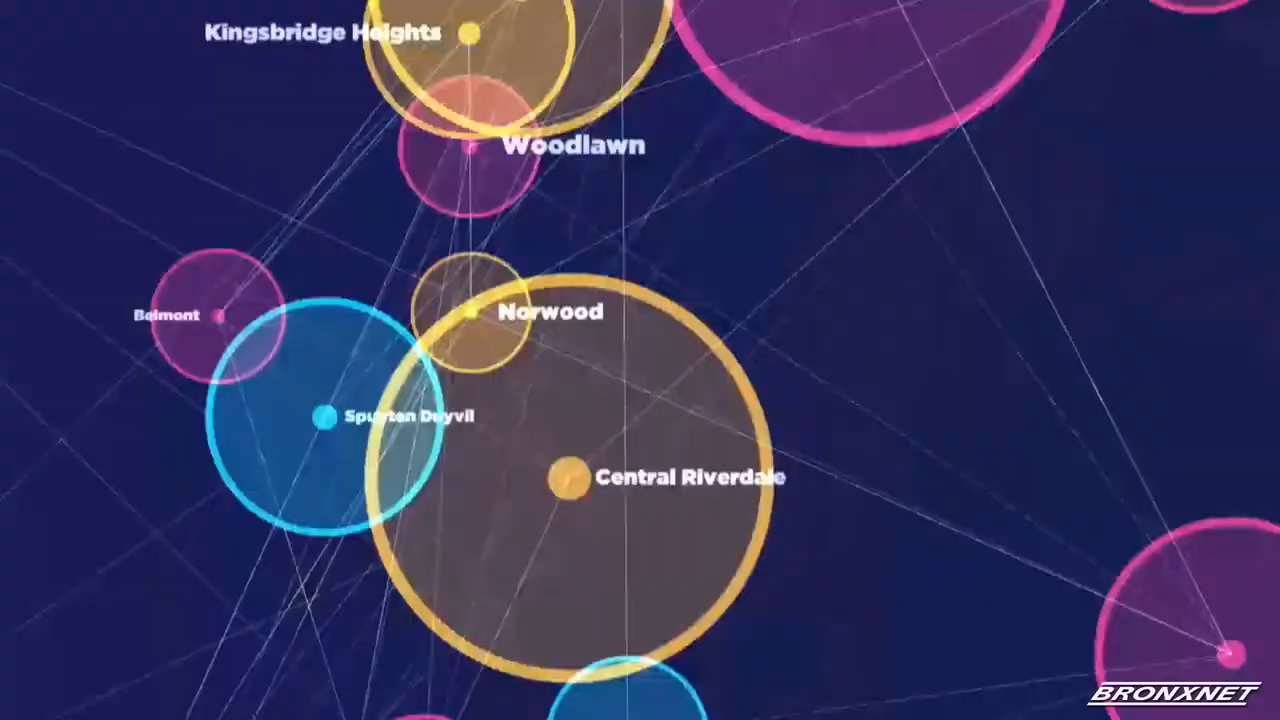 Kingsbridge Heights
Woodlawn
Norwood
Belmont
Spuyten Duyvil
Central Riverdale
BRONXNET